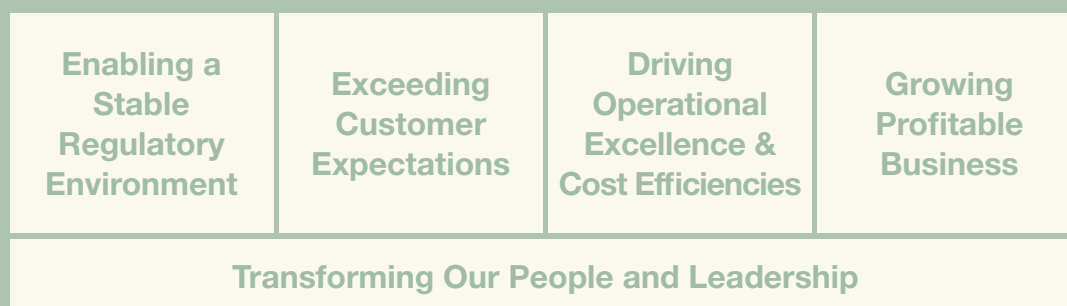 Enabling a
Stable
Regulatory
Environment
Exceeding
Customer
Expectations
Driving
Operational
Excellence &
Cost Efficiencies
Growing
Profitable
Business
Transforming Our People and Leadership